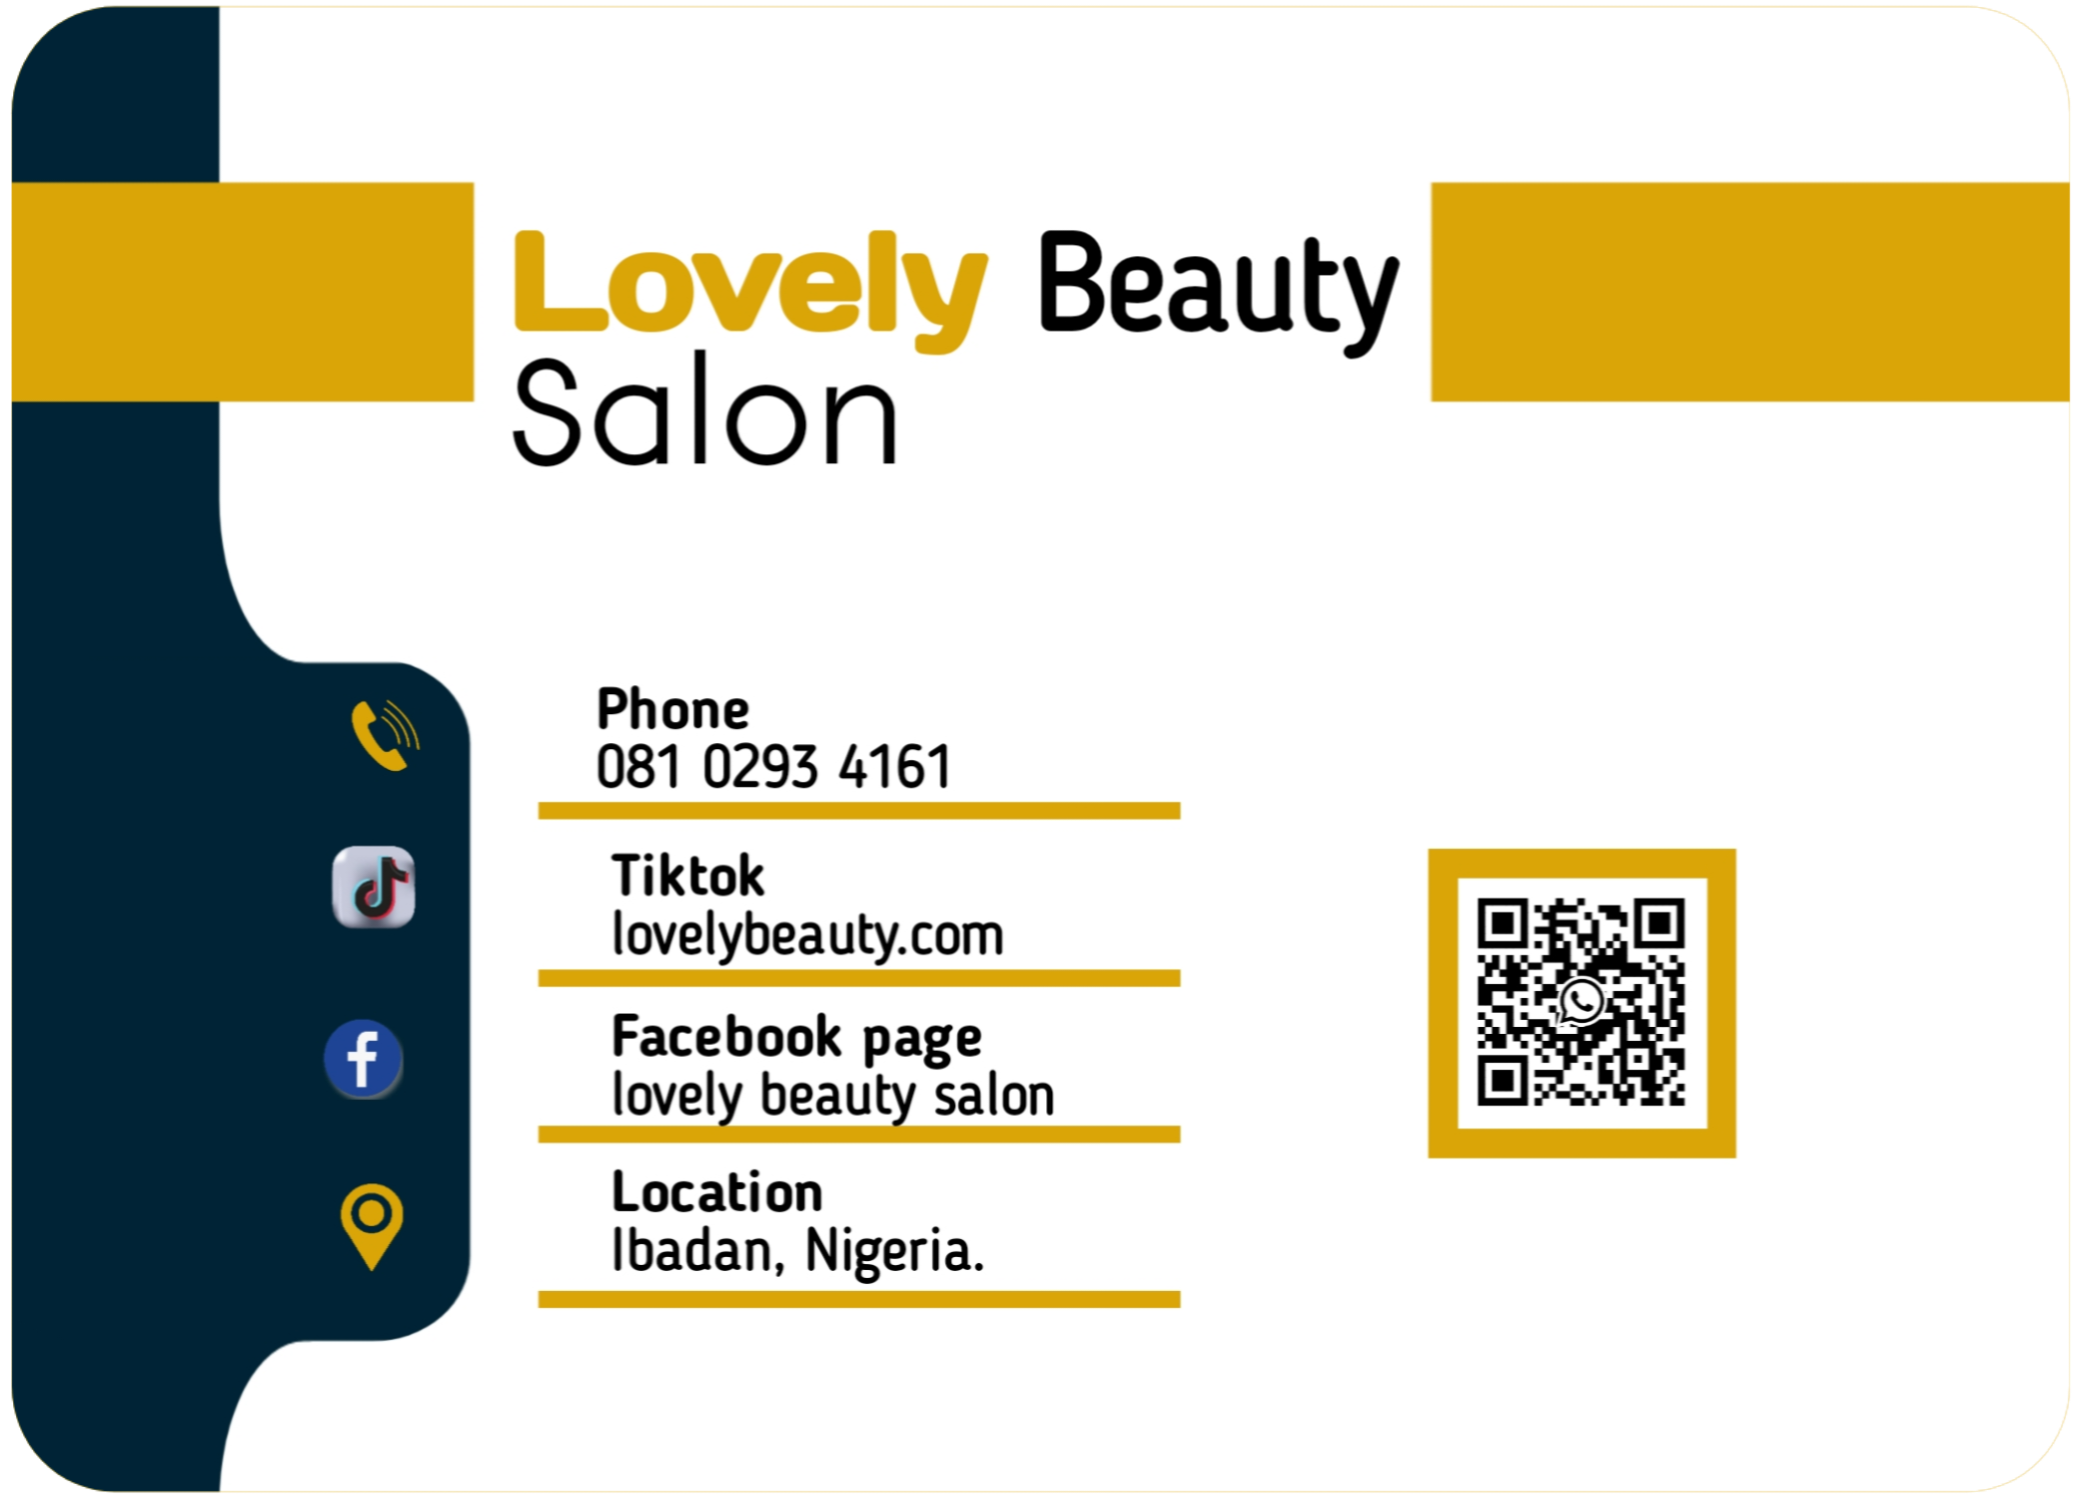 Lovely Beauty
Salon
Phone
081 0293 4161
Tiktok
lovelybeauty.com
Facebook page
lovely beauty salon
Location
Ibadan, Nigeria.